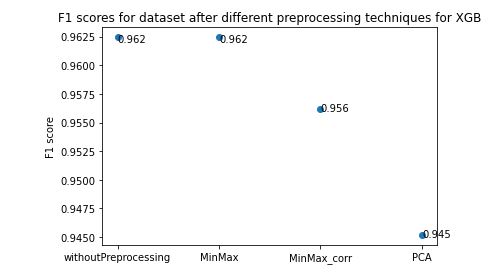 F1 scores for dataset after different preprocessing techniques for XGB
0.9625
0.9600
0.9575
0.9550
0.9525
0.9500
0.9475
0.9450
F1 score
0.962
0.962
0.956
0.945
withoutPreprocessing
MinMax
MinMax_corr
PCA